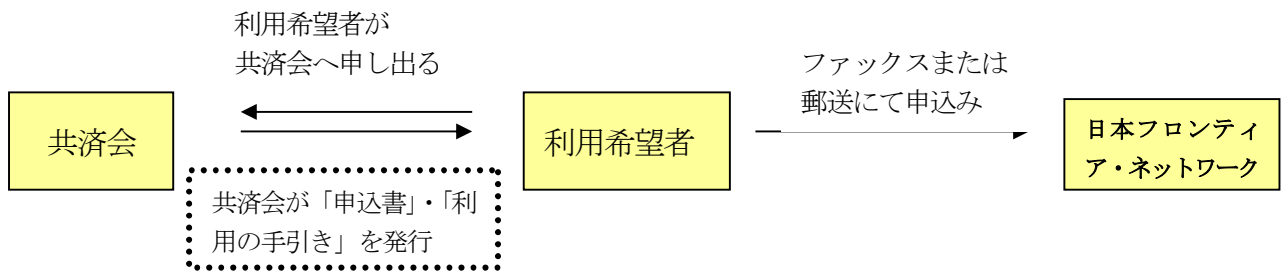 利用希望者が
共済会へ申し出る
ファックスまたは
郵送にて申込み
共済会
利用希望者
日本フロンティ
ア・ネットワーク
共済会が「申込書」・「利
用の手引き」を発行